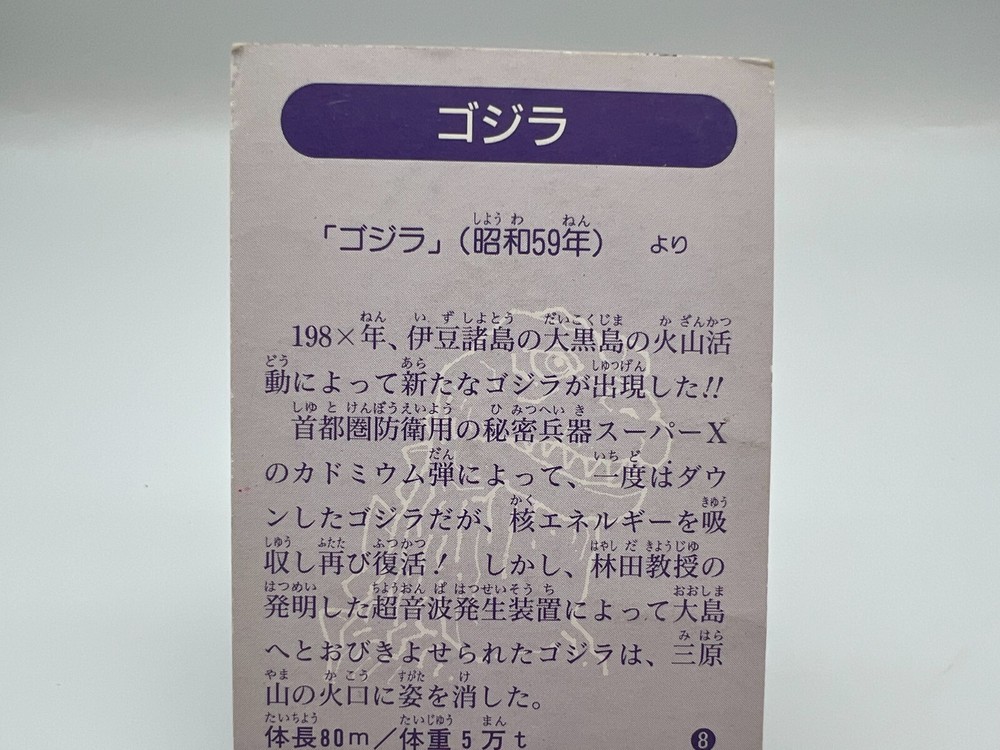 ゴジラ
「ゴジラ」(昭和59年) より
198×年、伊豆諸島の大黒島の火山活
動によって新たなゴジラが出現した!!
首都圏防衛用の秘密兵器スーパーX
のカドミウム弾によって、一度はダウ
ンしたゴジラだが、核エネルギーを吸
収し再び復活! しかし、林田教授の
発明した超音波発生装置によって大島
へとおびきよせられたゴジラは、三原
山の火口に姿を消した。
体長80m/体重5万t 8